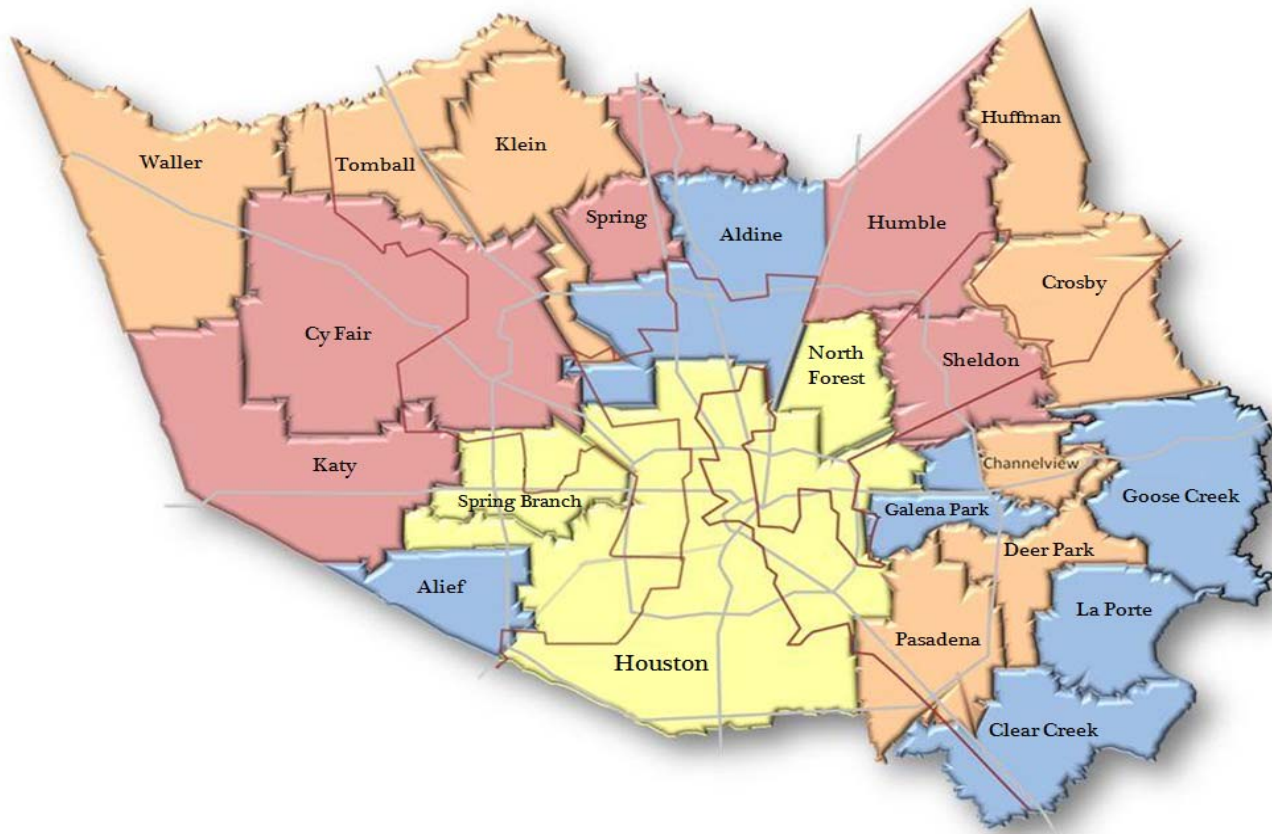 Huffman
Klein
Waller
Tomball
Spring
Humble
Aldine
Crosby
Cy Fair
North
Forest
Sheldon
Katy
Channelview
Goose Creek
Spring Branch
Galena Park
Deer Park
Alief
La Porte
Pasadena
Houston
Clear Creek